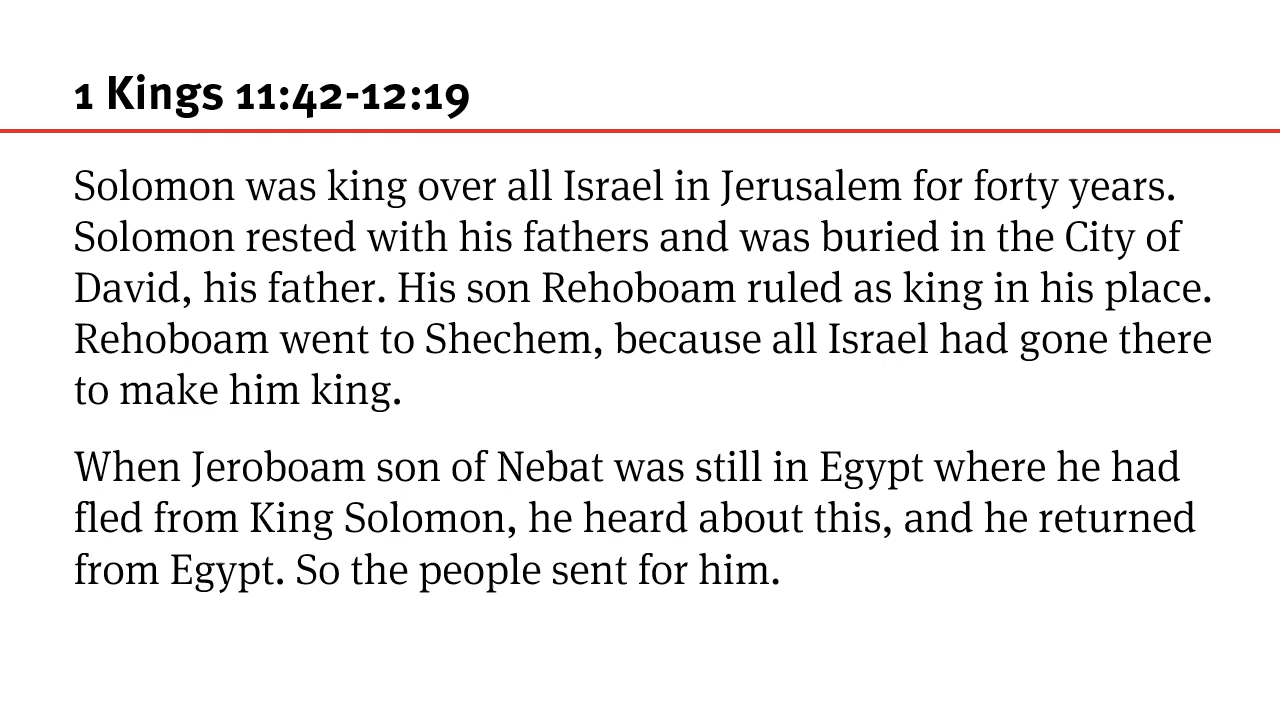 1 Kings 11:42-12:19
Solomon was king over all Israel in Jerusalem for forty years.
Solomon rested with his fathers and was buried in the City of
David, his father. His son Rehoboam ruled as king in his place.
Rehoboam went to Shechem, because all Israel had gone there
to make him king.
When Jeroboam son of Nebat was still in Egypt where he had
fled from King Solomon, he heard about this, and he returned
from Egypt. So the people sent for him.